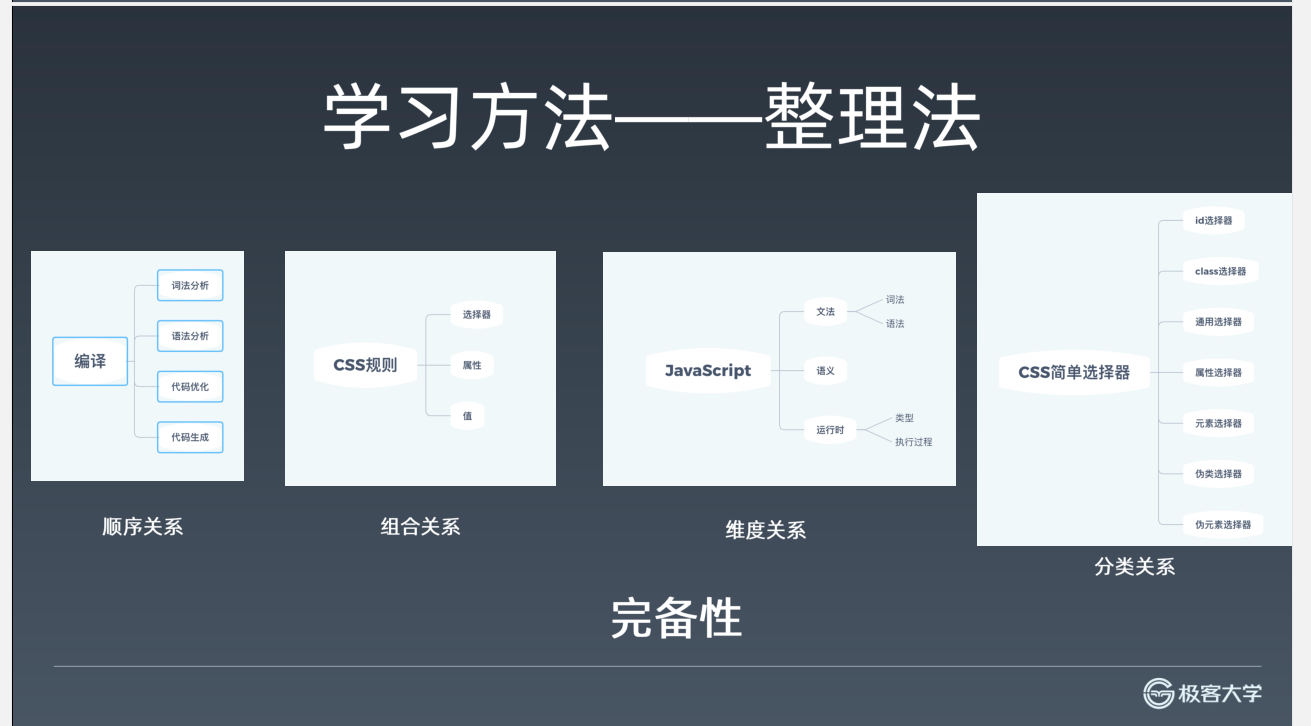 学习方法——整理法
编译
词法分析
语法分析
代码优化
代码生成
顺序关系
CSS规则
选择器
属性
值
组合关系
JavaScript
文法
词法
语法
语义
运行时
类型
执行过程
维度关系
CSS简单选择器
id选择器
class选择器
通用选择器
属性选择器
元素选择器
伪类选择器
伪元素选择器
分类关系
完备性
极客大学